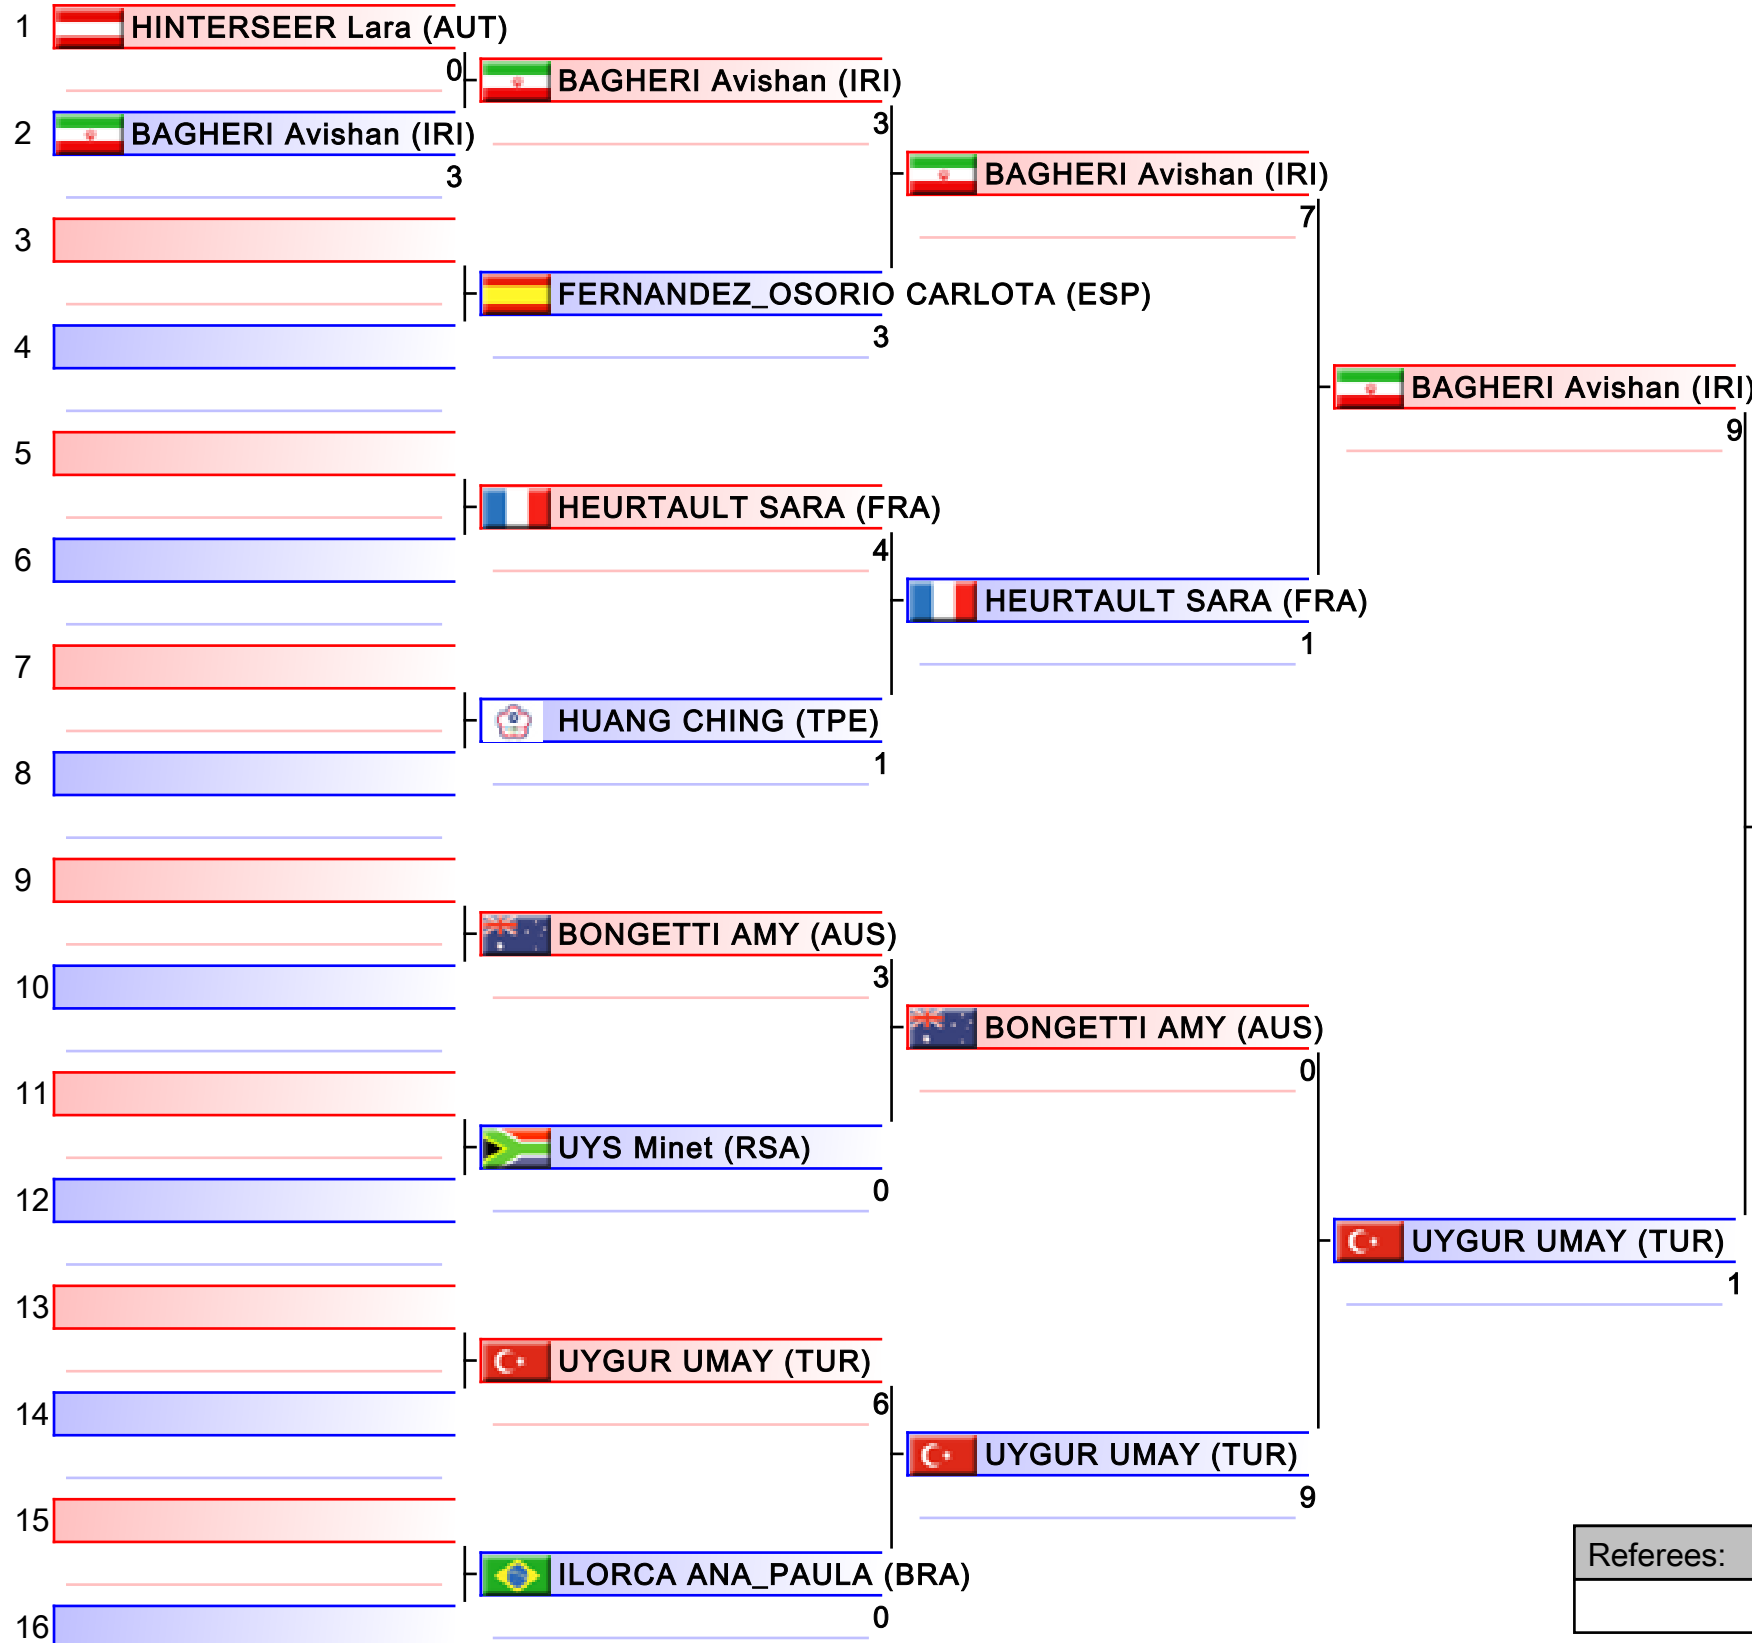 1 HINTERSEER Lara (AUT)
0
BAGHERI Avishan (IRI)
3
2 BAGHERI Avishan (IRI)
3
BAGHERI Avishan (IRI)
7
3
FERNANDEZ_OSORIO CARLOTA (ESP)
3
4
BAGHERI Avishan (IRI)
9
5
HEURTAULT SARA (FRA)
4
6
HEURTAULT SARA (FRA)
1
7
HUANG CHING (TPE)
1
8
9
BONGETTI AMY (AUS)
3
10
BONGETTI AMY (AUS)
0
11
UYS Minet (RSA)
0
12
UYGUR UMAY (TUR)
1
13
UYGUR UMAY (TUR)
6
14
UYGUR UMAY (TUR)
9
15
ILORCA ANA_PAULA (BRA)
0
16
Referees: